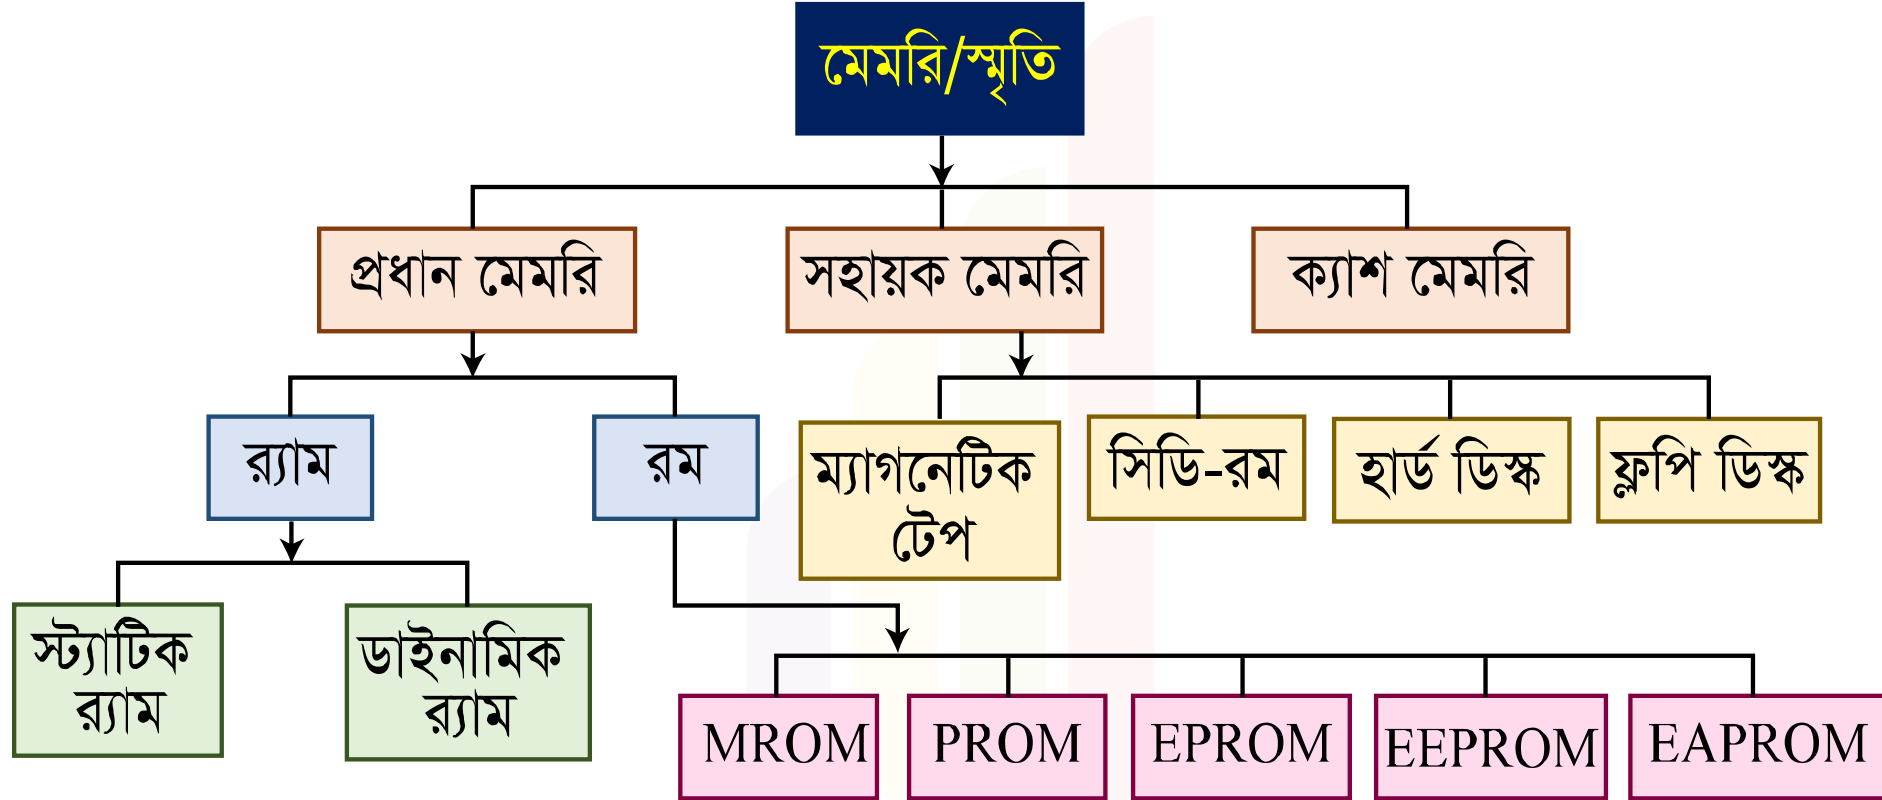 মেমরি/স্মৃতি
প্রধান মেমরি
সহায়ক মেমরি
ক্যাশ মেমরি
র‍্যাম
রম
ম্যাগনেটিক
টেপ
সিডি-রম
হার্ড ডিস্ক
ফ্লপি ডিস্ক
স্ট্যাটিক
র‍্যাম
ডাইনামিক
র‍্যাম
MROM
PROM
EPROM
EEPROM
EAPROM